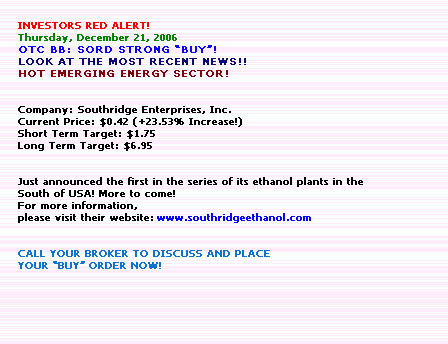 INVESTORS RED ALERT!
Thursday, December 21, 2006
OTC BB: SORD STRONG “BUY”!
LOOK AT THE MOST RECENT NEWS!!
HOT EMERGING ENERGY SECTOR!
Company: Southridge Enterprises, Inc.
Current Price: $0.42 (+23.53% Increase!)
Short Term Target: $1.75
Long Term Target: $6.95
Just announced the first in the series of its ethanol plants in the
South of USA! More to come!
For more information,
please visit their website: www.southridgeethanol.com
CALL YOUR BROKER TO DISCUSS AND PLACE
YOUR “BUY” ORDER NOW!